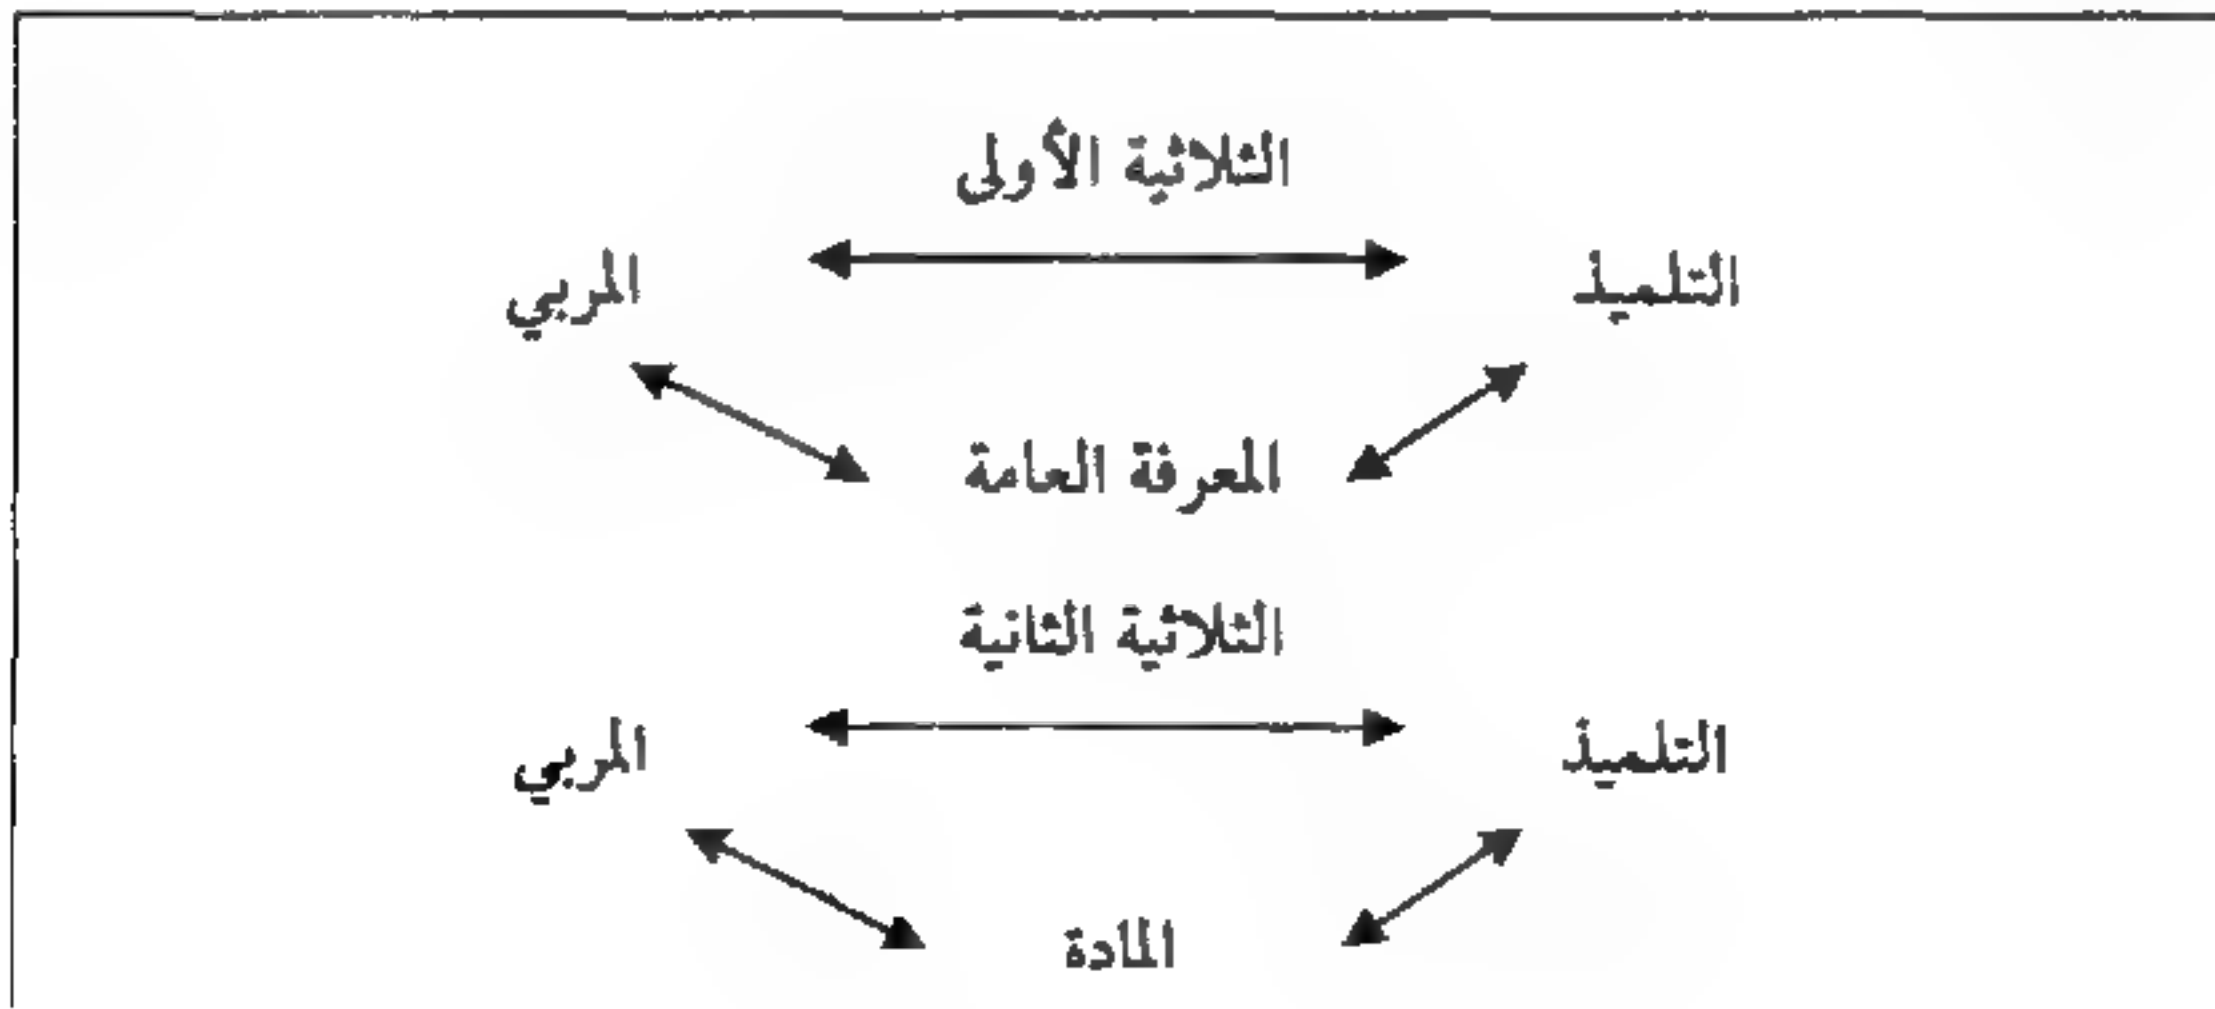 الثلاثية الأولى
التلميذ المربي
المعرفة العامة
الثلاثية الثانية
التلميذ المربي
المادة